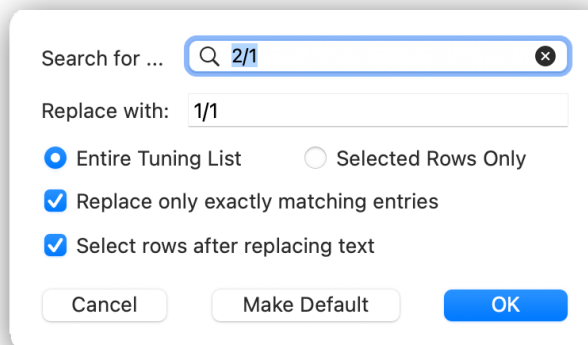 Search for ... 2/1
Replace with: 1/1
Entire Tuning List Selected Rows Only
Replace only exactly matching entries
Select rows after replacing text
Cancel Make Default OK